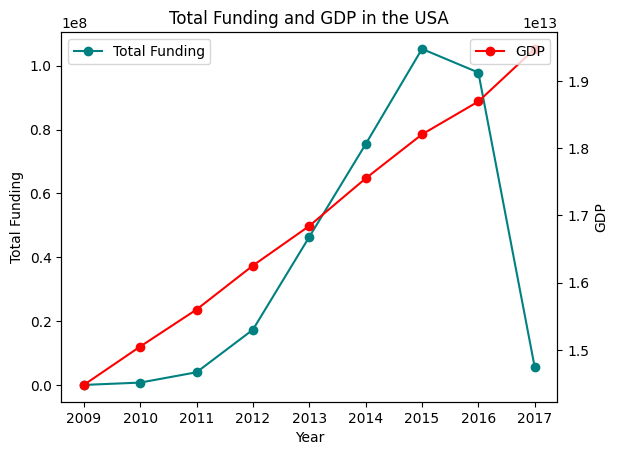 Total Funding and GDP in the USA
1e8
1e13
Total Funding
GDP
1.0
0.8
0.6
0.4
0.2
0.0
Total Funding
1.9
1.8
1.7
1.6
1.5
GDP
2009 2010 2011 2012 2013 2014 2015 2016 2017
Year